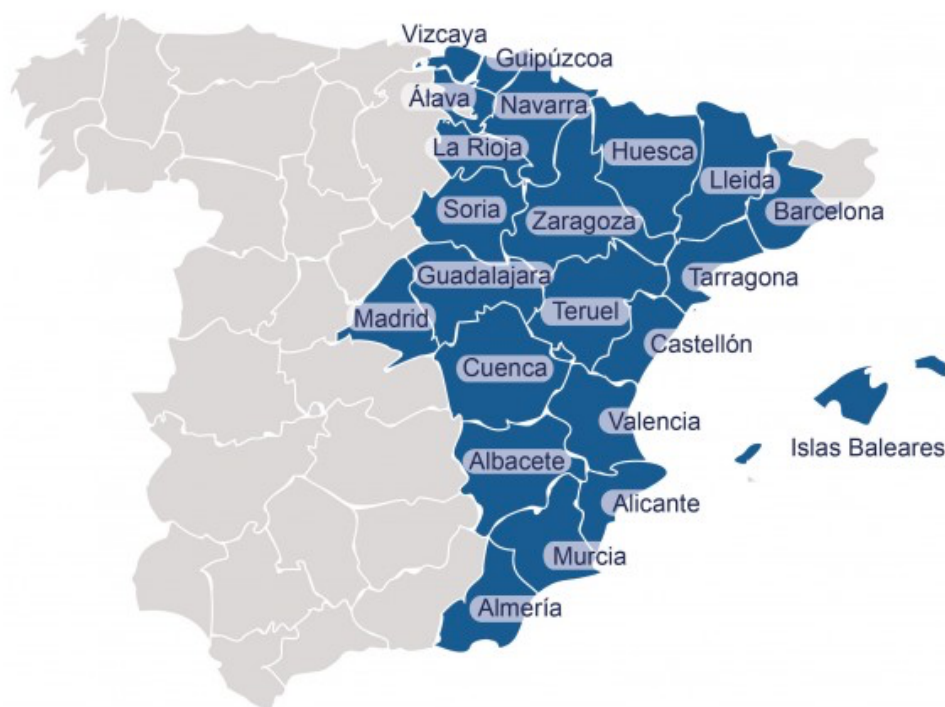 Vizcaya
Guipúzcoa
Álava
Navarra
La Rioja
Huesca
Lleida
Soria
Zaragoza
Barcelona
Guadalajara
Tarragona
Madrid
Teruel
Castellón
Cuenca
Valencia
Islas Baleares
Albacete
Alicante
Murcia
Almería